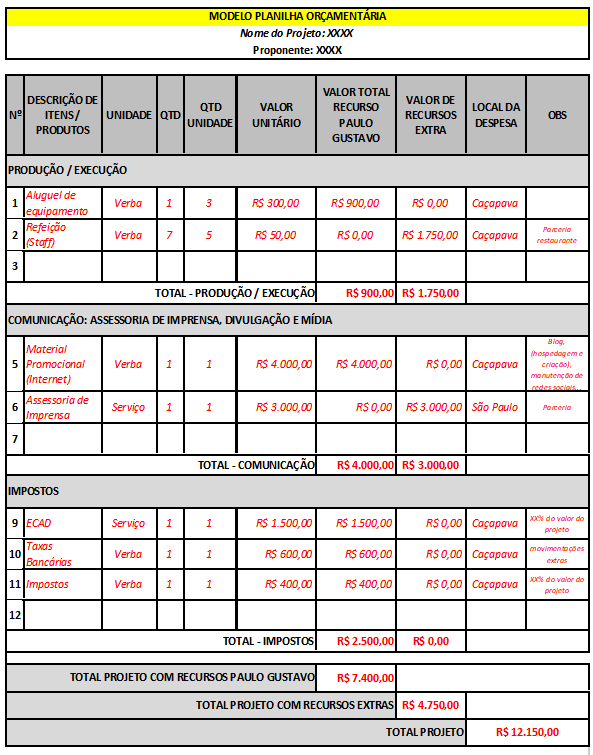 MODELO PLANILHA ORÇAMENTÁRIA
Nome do Projeto: XXXX
Proponente: XXXX
Nº DESCRIÇÃO DE ITENS / PRODUTOS UNIDADE QTD QTD UNIDADE VALOR UNITÁRIO VALOR TOTAL RECURSO PAULO GUSTAVO VALOR DE RECURSOS EXTRA LOCAL DA DESPESA OBS
PRODUÇÃO / EXECUÇÃO
1 Aluguel de equipamento Verba 1 3 R$ 300,00 R$ 900,00 R$ 0,00 Caçapava
2 Refeição (Staff) Verba 7 5 R$ 50,00 R$ 0,00 R$ 1.750,00 Caçapava Parceria restaurante
3
TOTAL - PRODUÇÃO / EXECUÇÃO R$ 900,00 R$ 1.750,00
COMUNICAÇÃO: ASSESSORIA DE IMPRENSA, DIVULGAÇÃO E MÍDIA
5 Material Promocional (Internet) Verba 1 1 R$ 4.000,00 R$ 4.000,00 R$ 0,00 Caçapava Blog, (hospedagem e criação), manutenção de redes sociais...
6 Assessoria de Imprensa Serviço 1 1 R$ 3.000,00 R$ 0,00 R$ 3.000,00 São Paulo Parceria
7
TOTAL - COMUNICAÇÃO R$ 4.000,00 R$ 3.000,00
IMPOSTOS
9 ECAD Serviço 1 1 R$ 1.500,00 R$ 1.500,00 R$ 0,00 Caçapava XX% do valor do projeto
10 Taxas Bancárias Verba 1 1 R$ 600,00 R$ 600,00 R$ 0,00 Caçapava movimentações extras
11 Impostos Verba 1 1 R$ 400,00 R$ 400,00 R$ 0,00 Caçapava XX% do valor do projeto
12
TOTAL - IMPOSTOS R$ 2.500,00 R$ 0,00
TOTAL PROJETO COM RECURSOS PAULO GUSTAVO R$ 7.400,00
TOTAL PROJETO COM RECURSOS EXTRAS R$ 4.750,00
TOTAL PROJETO R$ 12.150,00